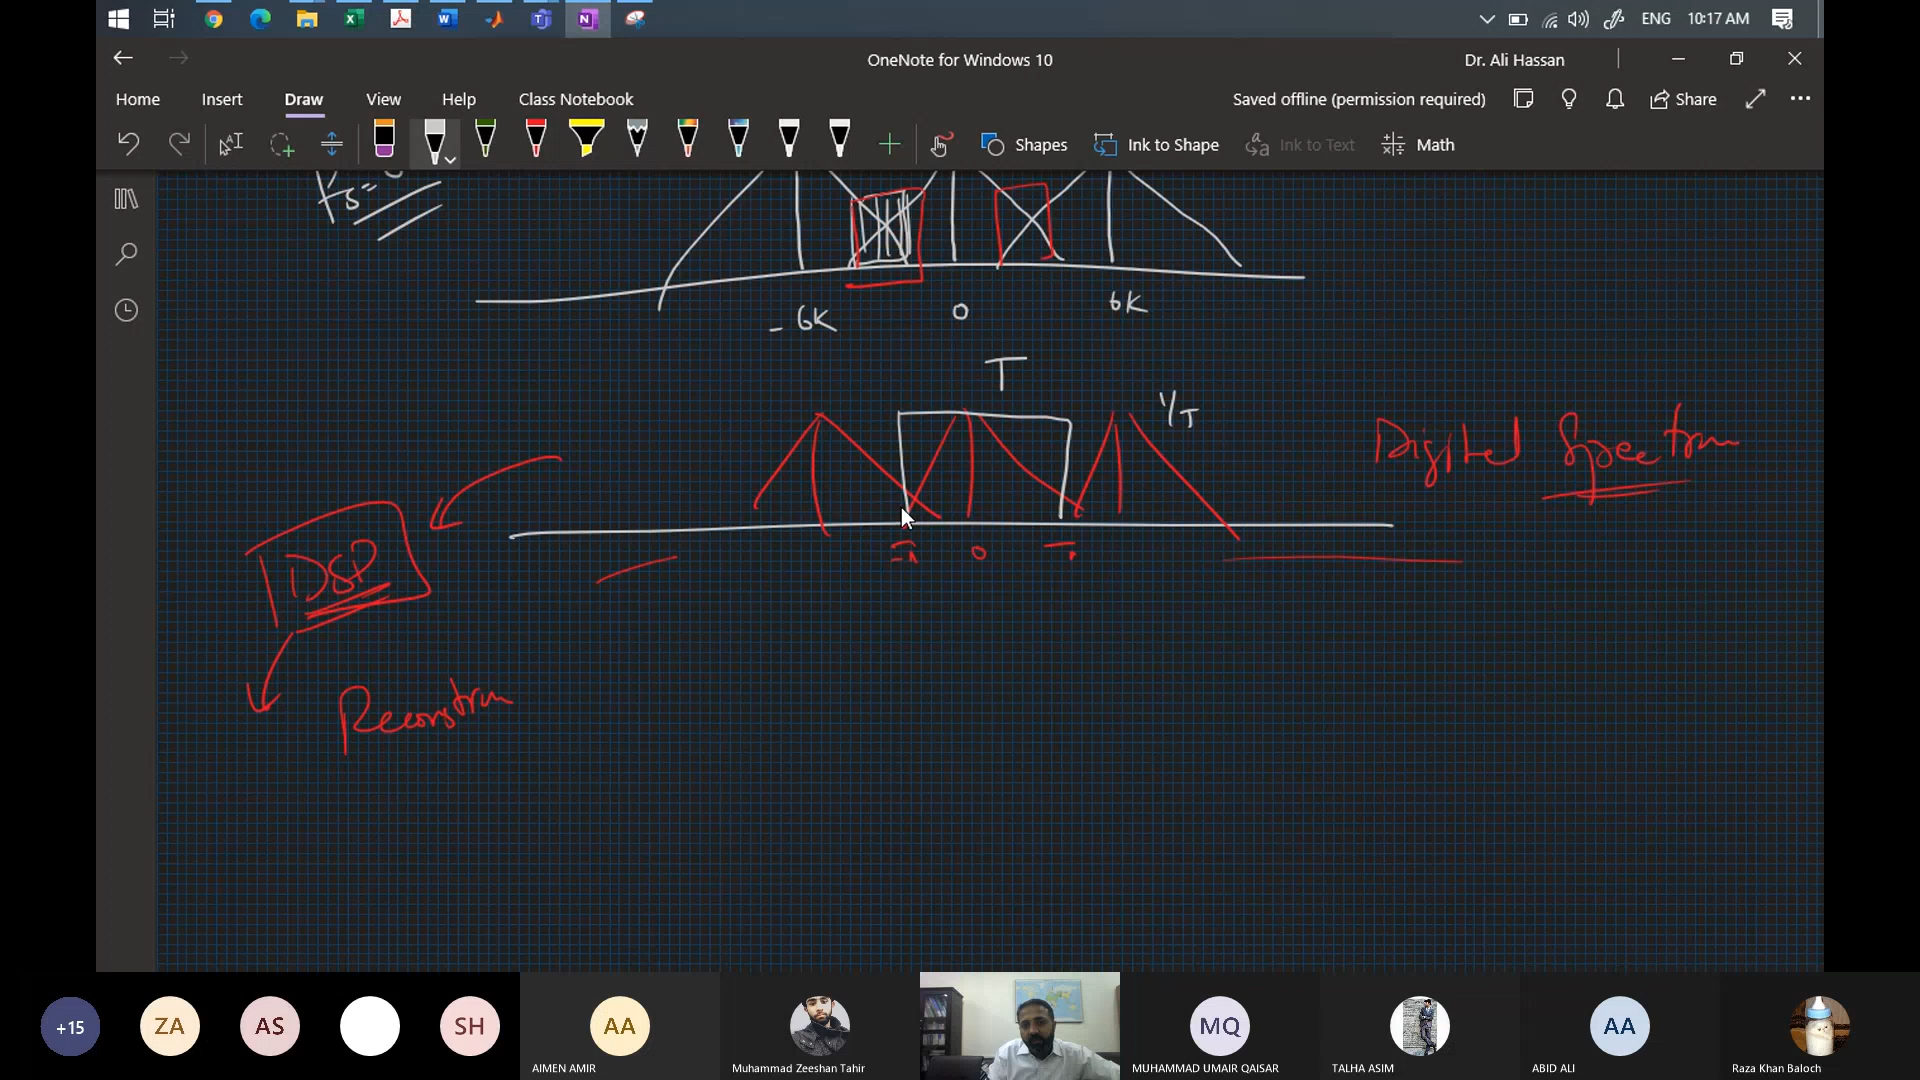 ENG 10:17 AM
OneNote for Windows 10
Dr. Ali Hassan
Home Insert Draw View Help Class Notebook
Saved offline (permission required) Share
Shapes Ink to Shape Ink to Text Math
- 6K 0 6K
T
1/T
Digital Spectrum
-π 0 π
DSP
Reconstrn
+15 ZA AS SH AA MQ AA
AIMEN AMIR Muhammad Zeeshan Tahir MUHAMMAD UMAIR QAISAR TALHA ASIM ABID ALI Raza Khan Baloch